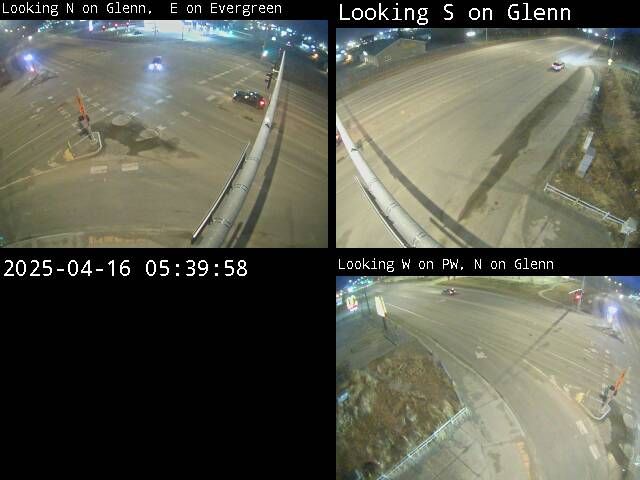 Looking N on Glenn,  E on Evergreen
Looking S on Glenn
2025-04-16 05:39:58
Looking W on PW, N on Glenn